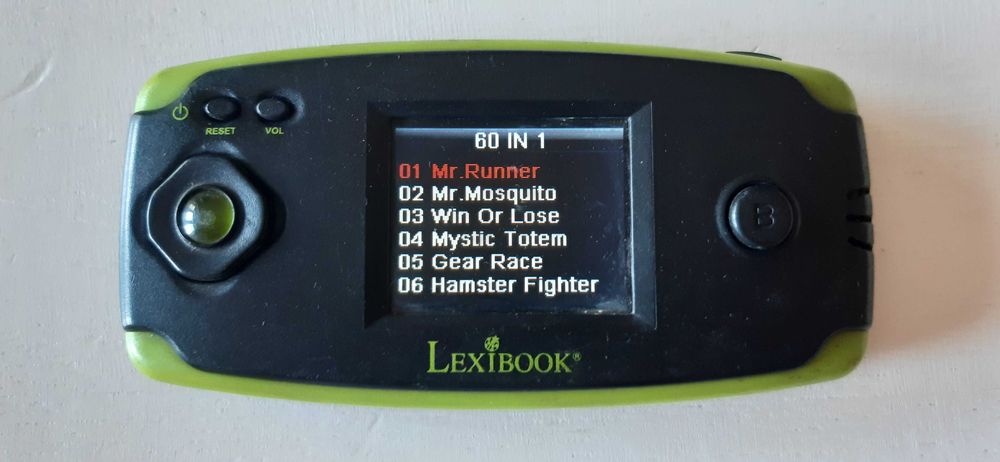 RESET VOL
60 IN 1
01 Mr.Runner
02 Mr.Mosquito
03 Win Or Lose
04 Mystic Totem
05 Gear Race
06 Hamster Fighter
B
LEXIBOOK®